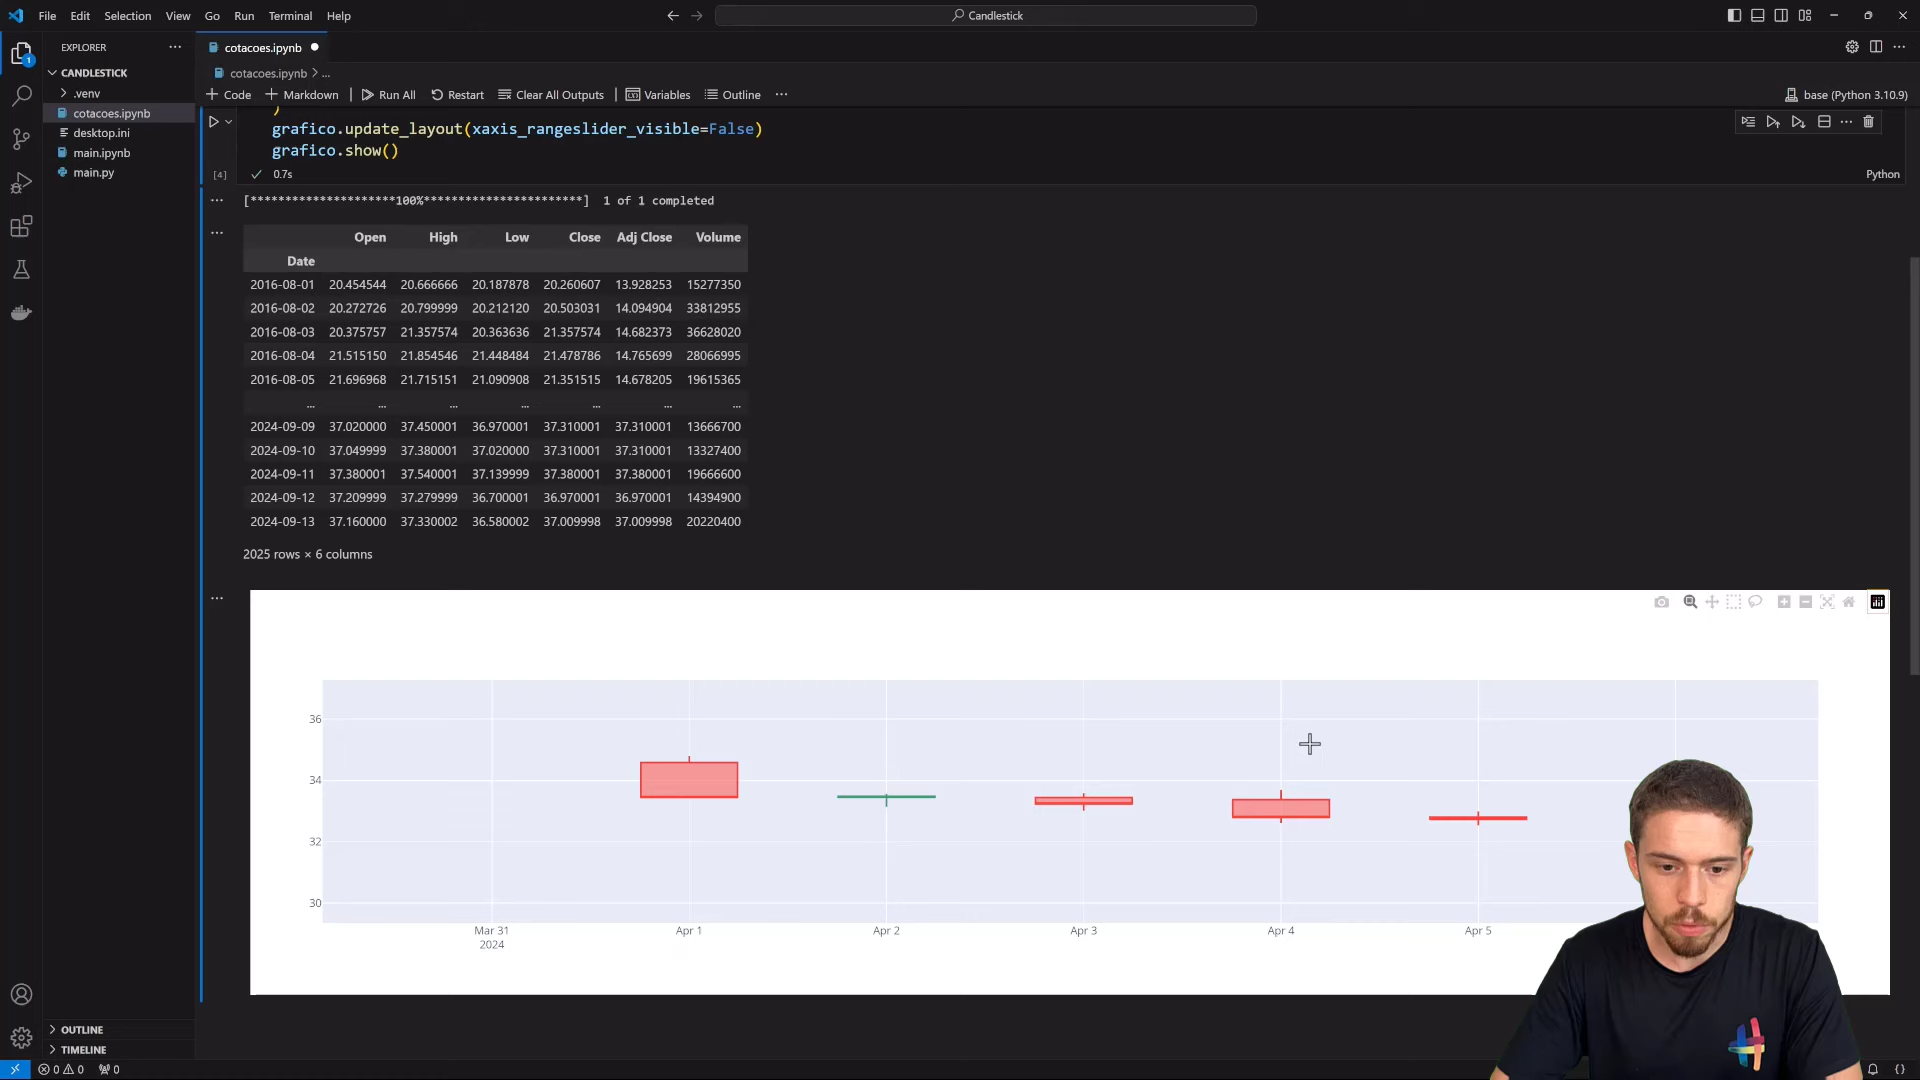 File Edit Selection View Go Run Terminal Help
Candlestick
EXPLORER
cotacoes.ipynb
CANDLESTICK
.venv
cotacoes.ipynb
desktop.ini
main.ipynb
main.py
cotacoes.ipynb > ...
+ Code + Markdown | Run All Restart Clear All Outputs | Variables Outline ...
base (Python 3.10.9)
)
grafico.update_layout(xaxis_rangeslider_visible=False)
grafico.show()
[4] ✓ 0.7s
Python
[*********************100%***********************] 1 of 1 completed
Open High Low Close Adj Close Volume
Date
2016-08-01 20.454544 20.666666 20.187878 20.260607 13.928253 15277350
2016-08-02 20.272726 20.799999 20.212120 20.503031 14.094904 33812955
2016-08-03 20.375757 21.357574 20.363636 21.357574 14.682373 36628020
2016-08-04 21.515150 21.854546 21.448484 21.478786 14.765699 28066995
2016-08-05 21.696968 21.715151 21.090908 21.351515 14.678205 19615365
... ... ... ... ... ... ...
2024-09-09 37.020000 37.450001 36.970001 37.310001 37.310001 13666700
2024-09-10 37.049999 37.380001 37.020000 37.310001 37.310001 13327400
2024-09-11 37.380001 37.540001 37.139999 37.380001 37.380001 19666600
2024-09-12 37.209999 37.279999 36.700001 36.970001 36.970001 14394900
2024-09-13 37.160000 37.330002 36.580002 37.009998 37.009998 20220400
2025 rows × 6 columns
36
34
32
30
Mar 31
2024
Apr 1
Apr 2
Apr 3
Apr 4
Apr 5
OUTLINE
TIMELINE
0 0 0
1